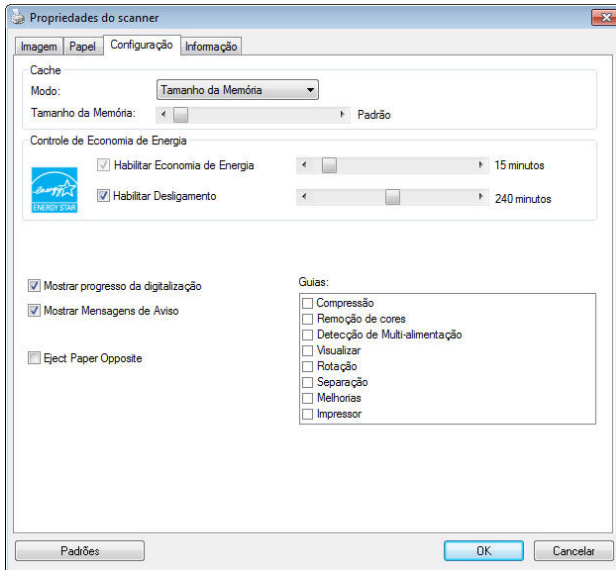 Propriedades do scanner
Imagem Papel Configuração Informação
Cache
Modo: Tamanho da Memória
Tamanho da Memória: Padrão
Controle de Economia de Energia
Habilitar Economia de Energia 15 minutos
Habilitar Desligamento 240 minutos
energy
ENERGY STAR
Mostrar progresso da digitalização
Mostrar Mensagens de Aviso
Eject Paper Opposite
Guias:
Compressão
Remoção de cores
Detecção de Multi-alimentação
Visualizar
Rotação
Separação
Melhorias
Impressor
Padrões OK Cancelar